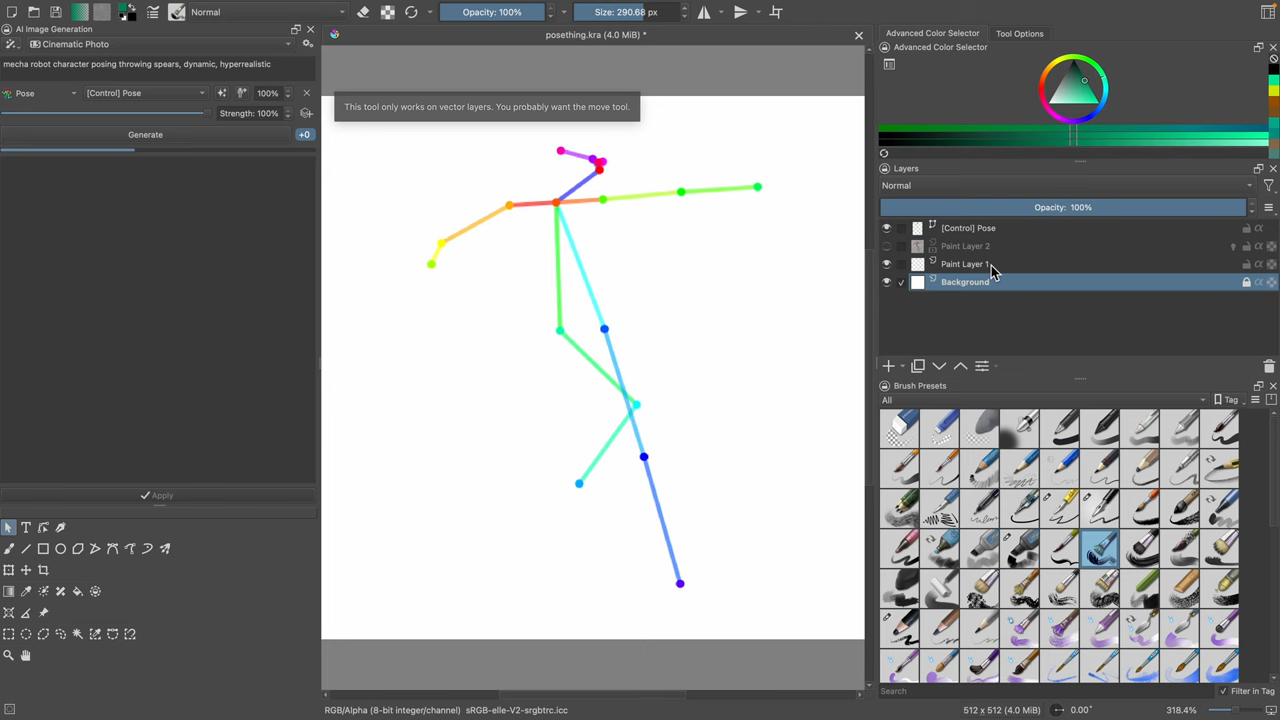 Normal
Opacity: 100%
Size: 290.68 px
AI Image Generation
posething.kra (4.0 MiB) *
Advanced Color Selector
Tool Options
Cinematic Photo
Advanced Color Selector
mecha robot character posing throwing spears, dynamic, hyperrealistic
Pose
[Control] Pose
100%
This tool only works on vector layers. You probably want the move tool.
Strength: 100%
Generate
+0
Layers
Normal
Opacity: 100%
[Control] Pose
Paint Layer 2
Paint Layer 1
Background
Brush Presets
All
Tag
Apply
Search
Filter in Tag
RGB/Alpha (8-bit integer/channel) sRGB-elle-V2-srgbtrc.icc
512 x 512 (4.0 MiB)
0.00°
318.4%